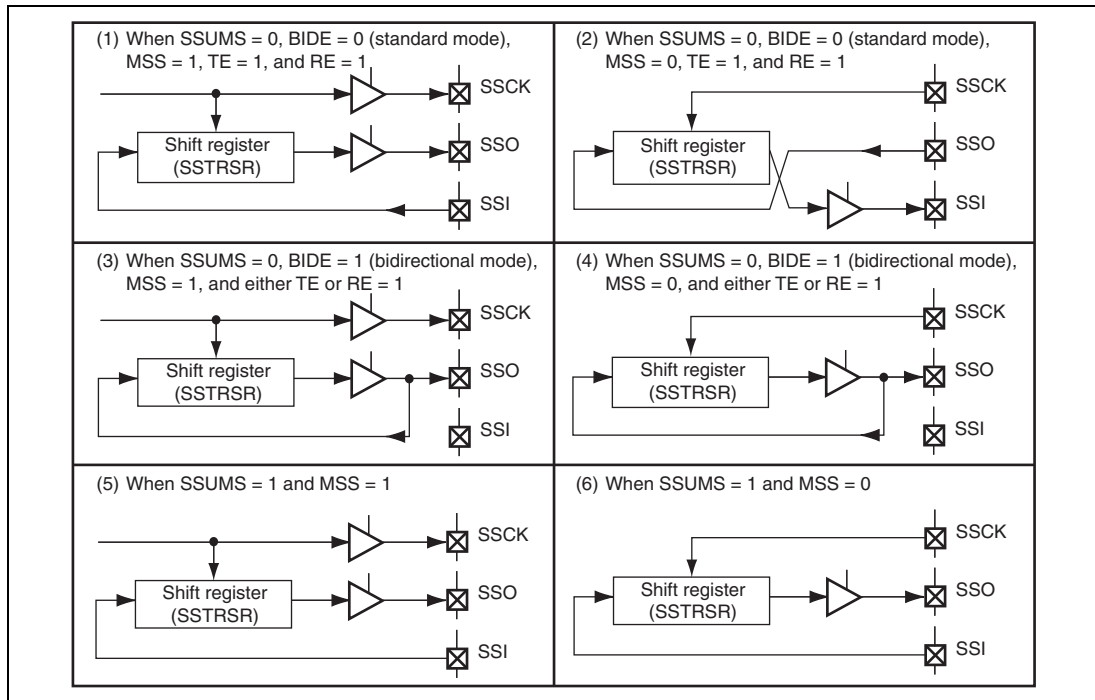 (1) When SSUMS = 0, BIDE = 0 (standard mode),
MSS = 1, TE = 1, and RE = 1
SSCK
Shift register
(SSTRSR)
SSO
SSI
(2) When SSUMS = 0, BIDE = 0 (standard mode),
MSS = 0, TE = 1, and RE = 1
SSCK
Shift register
(SSTRSR)
SSO
SSI
(3) When SSUMS = 0, BIDE = 1 (bidirectional mode),
MSS = 1, and either TE or RE = 1
SSCK
Shift register
(SSTRSR)
SSO
SSI
(4) When SSUMS = 0, BIDE = 1 (bidirectional mode),
MSS = 0, and either TE or RE = 1
SSCK
Shift register
(SSTRSR)
SSO
SSI
(5) When SSUMS = 1 and MSS = 1
SSCK
Shift register
(SSTRSR)
SSO
SSI
(6) When SSUMS = 1 and MSS = 0
SSCK
Shift register
(SSTRSR)
SSO
SSI